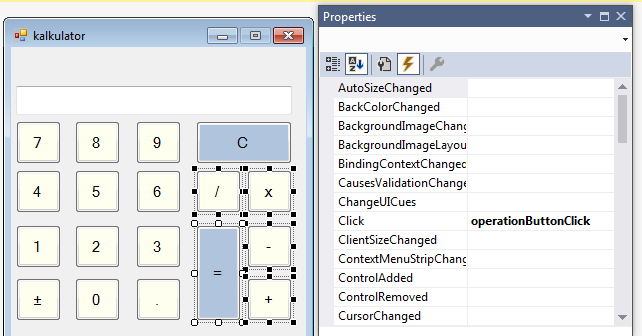 kalkulator
7 8 9 C
4 5 6 / x
1 2 3 -
=
± 0 . +
Properties
AutoSizeChanged
BackColorChanged
BackgroundImageChang
BackgroundImageLayou
BindingContextChanged
CausesValidationChange
ChangeUICues
Click operationButtonClick
ClientSizeChanged
ContextMenuStripChang
ControlAdded
ControlRemoved
CursorChanged